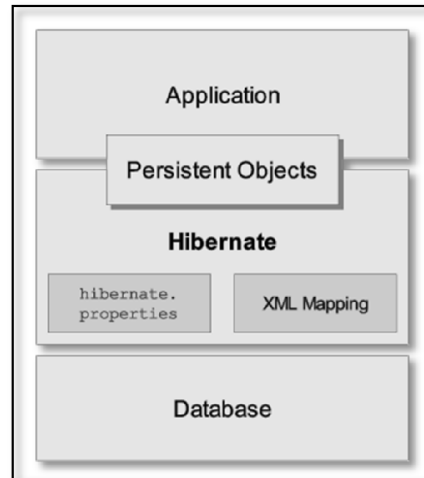 Application
Persistent Objects
Hibernate
hibernate.
properties
XML Mapping
Database